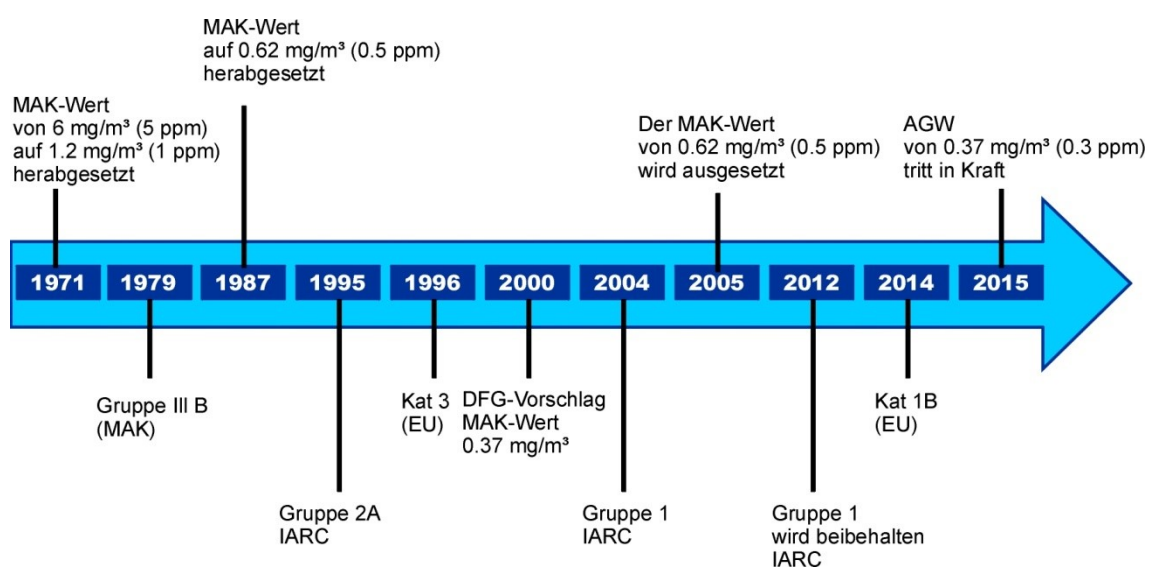 MAK-Wert
auf 0.62 mg/m³ (0.5 ppm)
herabgesetzt
MAK-Wert
von 6 mg/m³ (5 ppm)
auf 1.2 mg/m³ (1 ppm)
herabgesetzt
Der MAK-Wert
von 0.62 mg/m³ (0.5 ppm)
wird ausgesetzt
AGW
von 0.37 mg/m³ (0.3 ppm)
tritt in Kraft
1971 1979 1987 1995 1996 2000 2004 2005 2012 2014 2015
Gruppe III B
(MAK)
Kat 3
(EU)
DFG-Vorschlag
MAK-Wert
0.37 mg/m³
Kat 1B
(EU)
Gruppe 2A
IARC
Gruppe 1
IARC
Gruppe 1
wird beibehalten
IARC